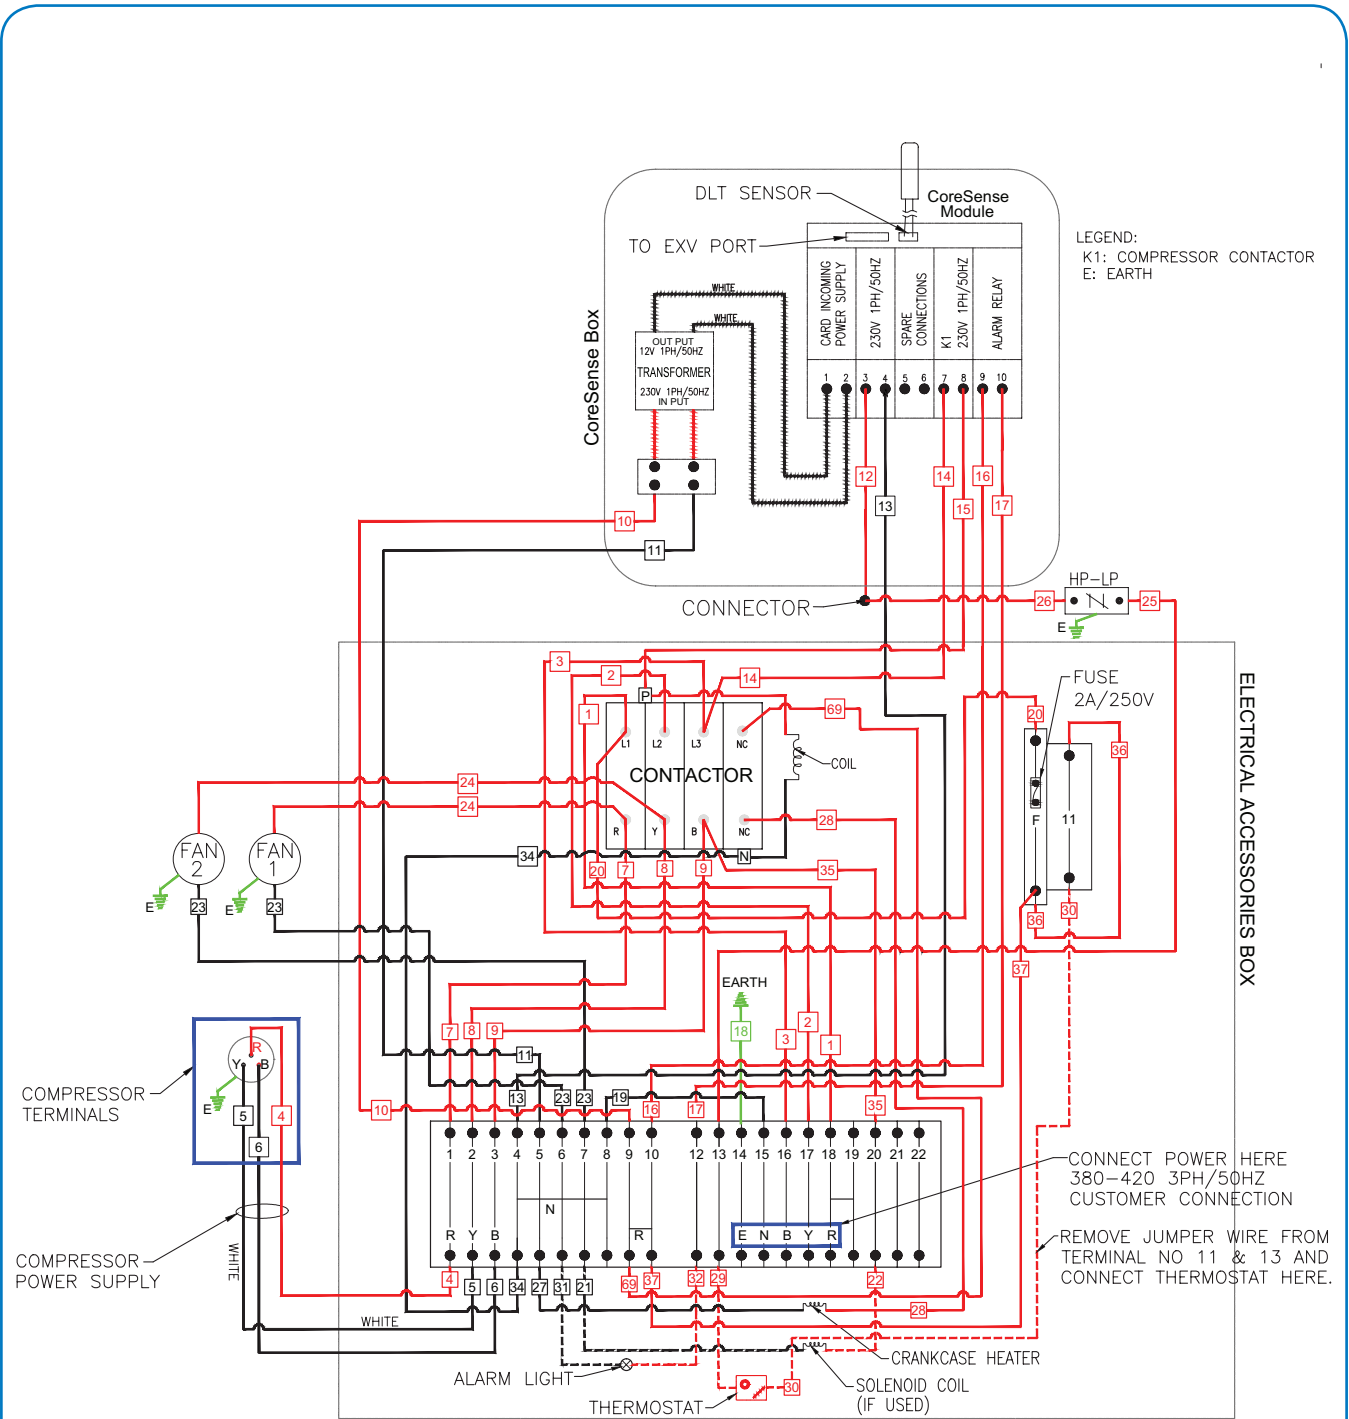 DLT SENSOR
CoreSense
Module
TO EXV PORT
LEGEND:
K1: COMPRESSOR CONTACTOR
E: EARTH
WHITE
WHITE
CoreSense Box
OUT PUT
12V 1PH/50HZ
TRANSFORMER
230V 1PH/50HZ
IN PUT
CARD INCOMING
POWER SUPPLY
230V 1PH/50HZ
SPARE
CONNECTIONS
K1
230V 1PH/50HZ
ALARM RELAY
1 2 3 4 5 6 7 8 9 10
12 14 16
13 15 17
10
11
HP-LP
CONNECTOR
26 25
E
3
2
14
P
1
69
20
FUSE
2A/250V
36
L1 L2 L3 NC
CONTACTOR
COIL
24
24
R Y B NC
28
F 11
ELECTRICAL ACCESSORIES BOX
FAN
2
FAN
1
34 N
20 7 8 9 35
E 23 E 23
36 30
37
EARTH
18
7 8 9 3 2 1
R
Y B
E
11
COMPRESSOR
TERMINALS
5 4
6
13 23 23 19
10 16 17 35
1 2 3 4 5 6 7 8 9 10 12 13 14 15 16 17 18 19 20 21 22
N
R Y B R E N B Y R
CONNECT POWER HERE
380-420 3PH/50HZ
CUSTOMER CONNECTION
COMPRESSOR
POWER SUPPLY
WHITE
REMOVE JUMPER WIRE FROM
TERMINAL NO 11 & 13 AND
CONNECT THERMOSTAT HERE.
4 5 6 34 27 31 21 69 37 32 29 22
28
WHITE
CRANKCASE HEATER
ALARM LIGHT
30
SOLENOID COIL
(IF USED)
THERMOSTAT